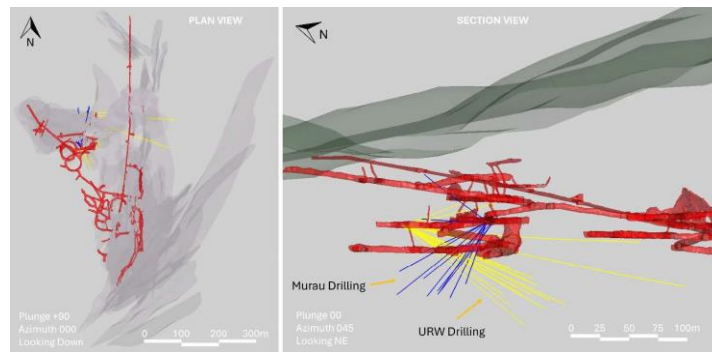 PLAN VIEW
N
Plunge +90
Azimuth 000
Looking Down
0 100 200 300m
SECTION VIEW
N
Murau Drilling
URW Drilling
Plunge 00
Azimuth 045
Looking NE
0 25 50 75 100m